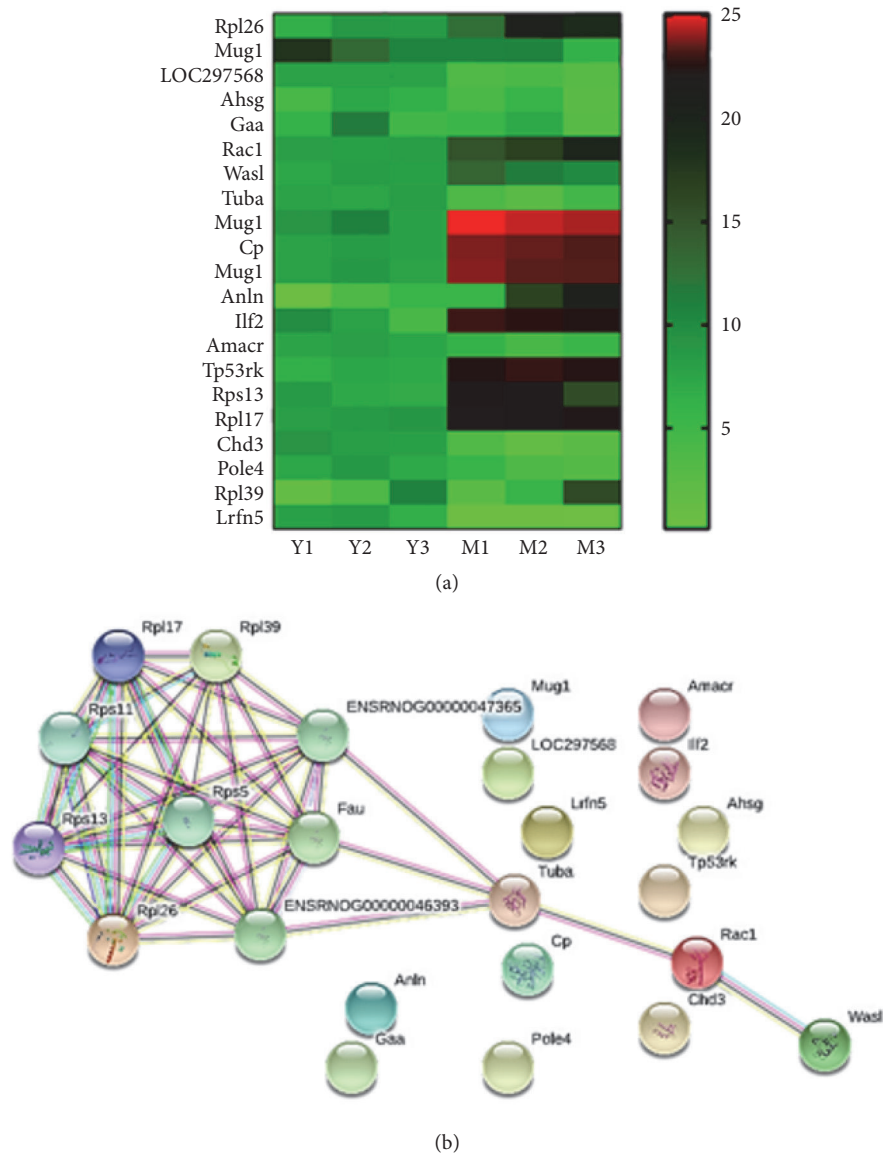 Rpl26
Mug1
LOC297568
Ahsg
Gaa
Rac1
Wasl
Tuba
Mug1
Cp
Mug1
Anln
Ilf2
Amacr
Tp53rk
Rps13
Rpl17
Chd3
Pole4
Rpl39
Lrfn5
Y1 Y2 Y3 M1 M2 M3
25
20
15
10
5
(a)
Rpl17
Rpl39
Rps11
ENSRNOG00000047365
Rps5
Fau
Rps13
Rpl26
ENSRNOG00000046393
Mug1
Amacr
LOC297568
Ilf2
Lrfn5
Ahsg
Tuba
Tp53rk
Cp
Rac1
Anln
Chd3
Wasl
Gaa
Pole4
(b)